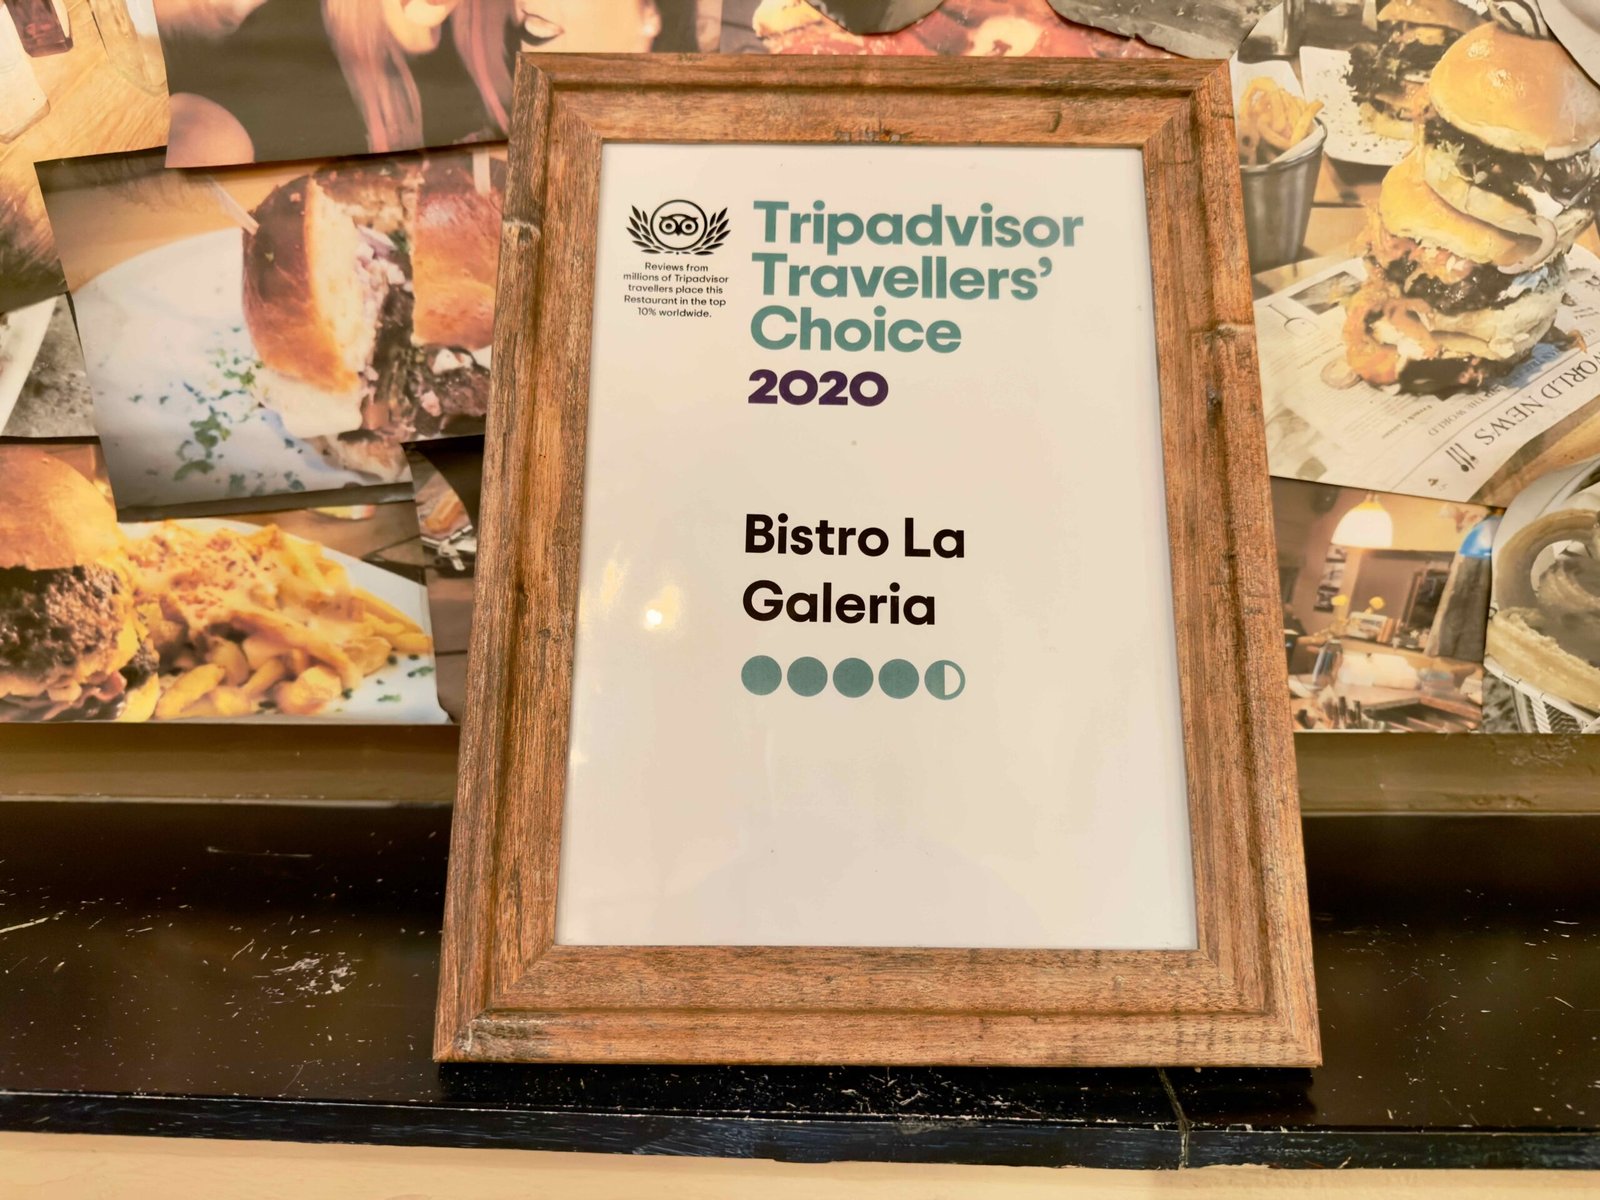 Tripadvisor
Travellers’
Choice
2020
Reviews from
millions of Tripadvisor
travellers place this
Restaurant in the top
10% worldwide.
Bistro La
Galeria
WORLD NEWS